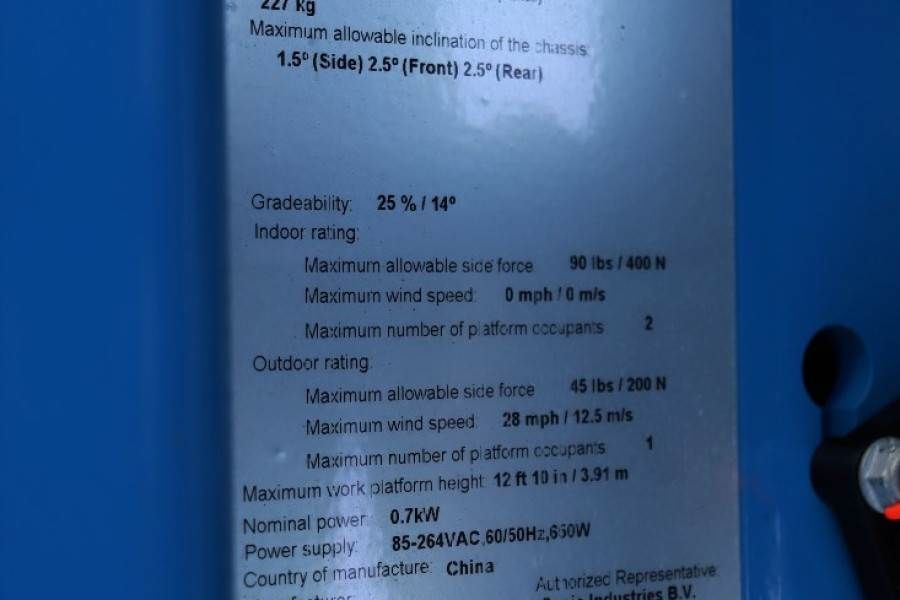 227 kg
Maximum allowable inclination of the chassis
1.5º (Side) 2.5º (Front) 2.5º (Rear)
Gradeability: 25 % / 14º
Indoor rating:
Maximum allowable side force 90 lbs / 400 N
Maximum wind speed: 0 mph / 0 m/s
Maximum number of platform occupants 2
Outdoor rating:
Maximum allowable side force 45 lbs / 200 N
Maximum wind speed: 28 mph / 12.5 m/s
Maximum number of platform occupants 1
Maximum work platform height: 12 ft 10 in / 3.91 m
Nominal power: 0.7kW
Power supply: 85-264VAC,60/50Hz,650W
Country of manufacture: China
Authorized Representative:
Industries B.V.